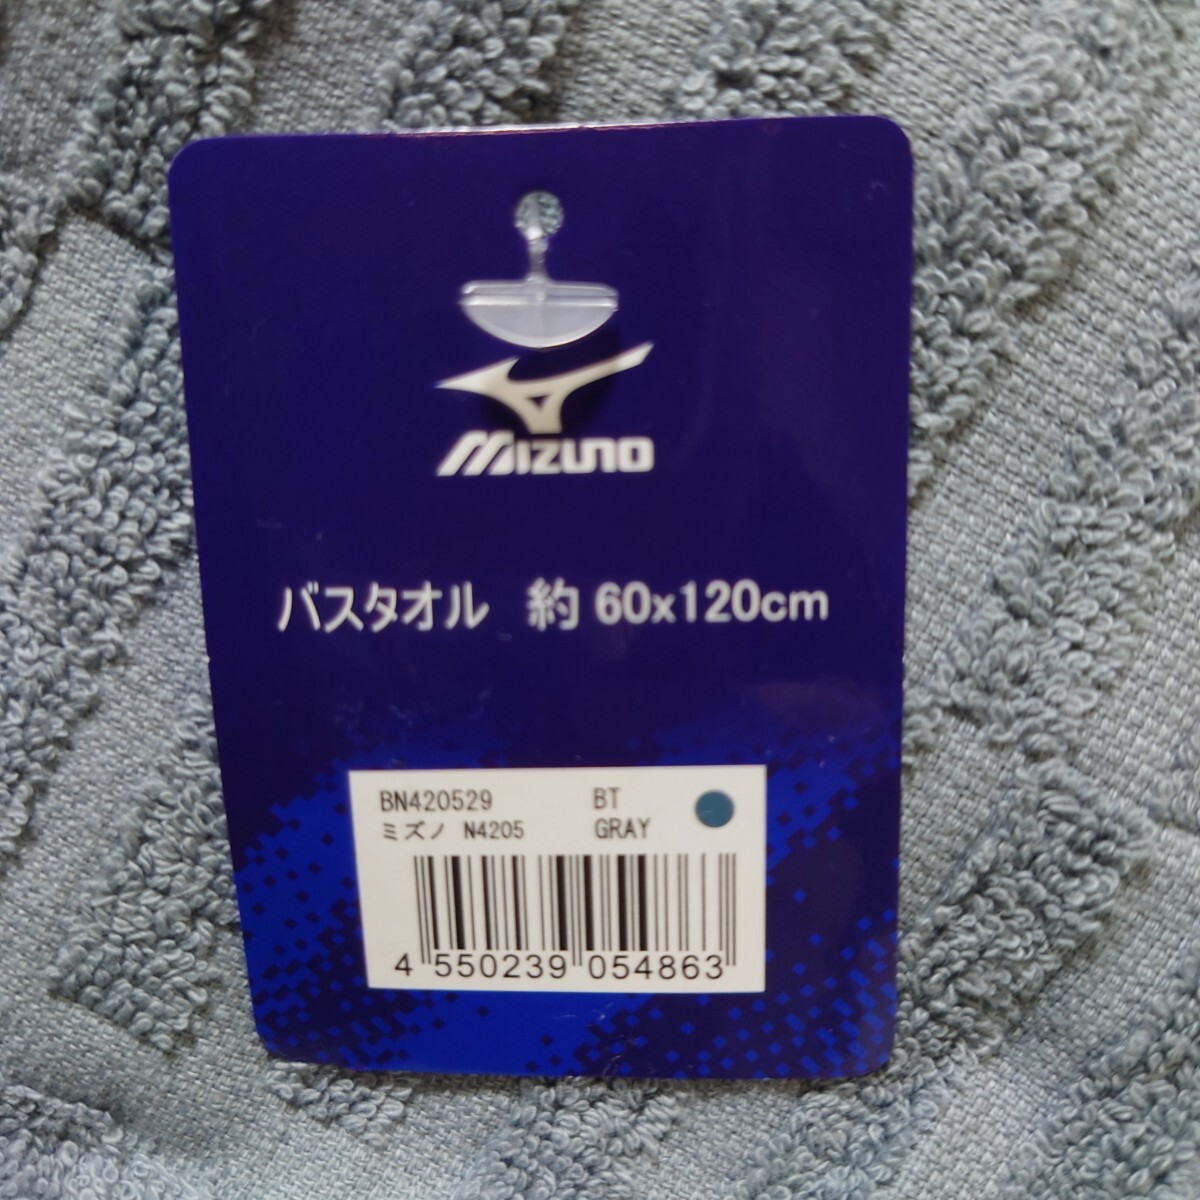 MIZUNO
バスタオル 約 60x120cm
BN420529 BT
ミズノ N4205 GRAY
4 550239 054863